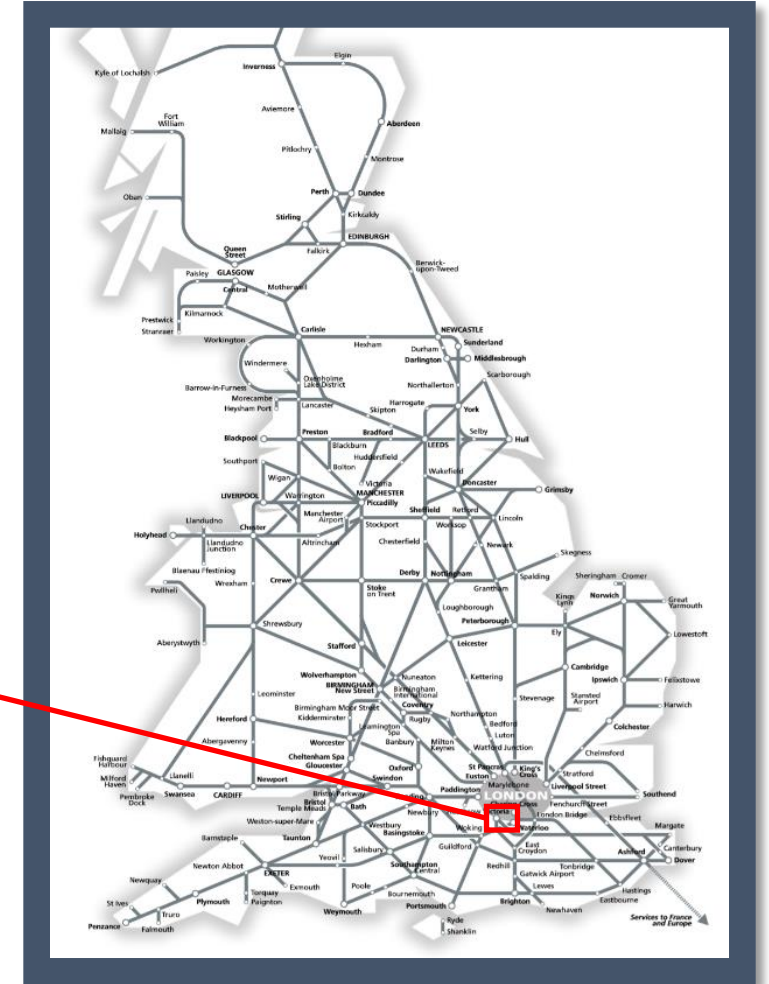 Elgin
Inverness
Kyle of Lochalsh
Aviemore
Fort
William
Aberdeen
Mallaig
Pitlochry
Montrose
Perth
Dundee
Oban
Stirling
Kirkcaldy
EDINBURGH
Queen
Street
Falkirk
Berwick-
upon-Tweed
Paisley
GLASGOW
Central
Motherwell
Prestwick
Kilmarnock
Stranraer
Carlisle
NEWCASTLE
Workington
Hexham
Sunderland
Durham
Darlington
Middlesbrough
Windermere
Scarborough
Oxenholme
Lake District
Northallerton
Barrow-in-Furness
Morecambe
Heysham Port
Lancaster
Harrogate
York
Skipton
Blackpool
Preston
Bradford
Selby
Hull
Blackburn
LEEDS
Huddersfield
Southport
Bolton
Wakefield
Wigan
Victoria
Doncaster
MANCHESTER
Piccadilly
LIVERPOOL
Warrington
Grimsby
Manchester
Airport
Sheffield
Retford
Llandudno
Chester
Stockport
Worksop
Lincoln
Holyhead
Llandudno
Junction
Altrincham
Chesterfield
Newark
Skegness
Blaenau Ffestiniog
Wrexham
Crewe
Derby
Nottingham
Spalding
Sheringham
Cromer
Pwllheli
Stoke
on Trent
Grantham
Kings
Lynn
Norwich
Great
Yarmouth
Loughborough
Peterborough
Aberystwyth
Shrewsbury
Ely
Lowestoft
Stafford
Leicester
Wolverhampton
Nuneaton
Kettering
Cambridge
BIRMINGHAM
New Street
Birmingham
International
Ipswich
Felixstowe
Leominster
Stevenage
Stansted
Airport
Birmingham Moor Street
Coventry
Harwich
Kidderminster
Rugby
Northampton
Hereford
Leamington
Spa
Bedford
Colchester
Abergavenny
Worcester
Banbury
Milton
Keynes
Luton
Watford Junction
Chelmsford
Cheltenham Spa
Gloucester
Oxford
St Pancras
King's
Cross
Euston
Stratford
Fishguard
Harbour
Llanelli
Newport
Swindon
Marylebone
Liverpool Street
Milford
Haven
Paddington
LONDON
Southend
Pembroke
Dock
Swansea
CARDIFF
Bristol Parkway
Fenchurch Street
Bristol
Temple Meads
Bath
Newbury
Cross
Victoria
London Bridge
Ebbsfleet
Weston-super-Mare
Westbury
Basingstoke
Woking
Waterloo
Margate
Barnstaple
Taunton
Salisbury
Guildford
East
Croydon
Ashford
Canterbury
Yeovil
Redhill
Tonbridge
Dover
Newton Abbot
Southampton
Central
Gatwick Airport
EXETER
Newquay
Exmouth
Poole
Lewes
Hastings
St Ives
Plymouth
Torquay
Paignton
Bournemouth
Eastbourne
Truro
Weymouth
Portsmouth
Brighton
Newhaven
Penzance
Falmouth
Ryde
Shanklin
Services to France
and Europe